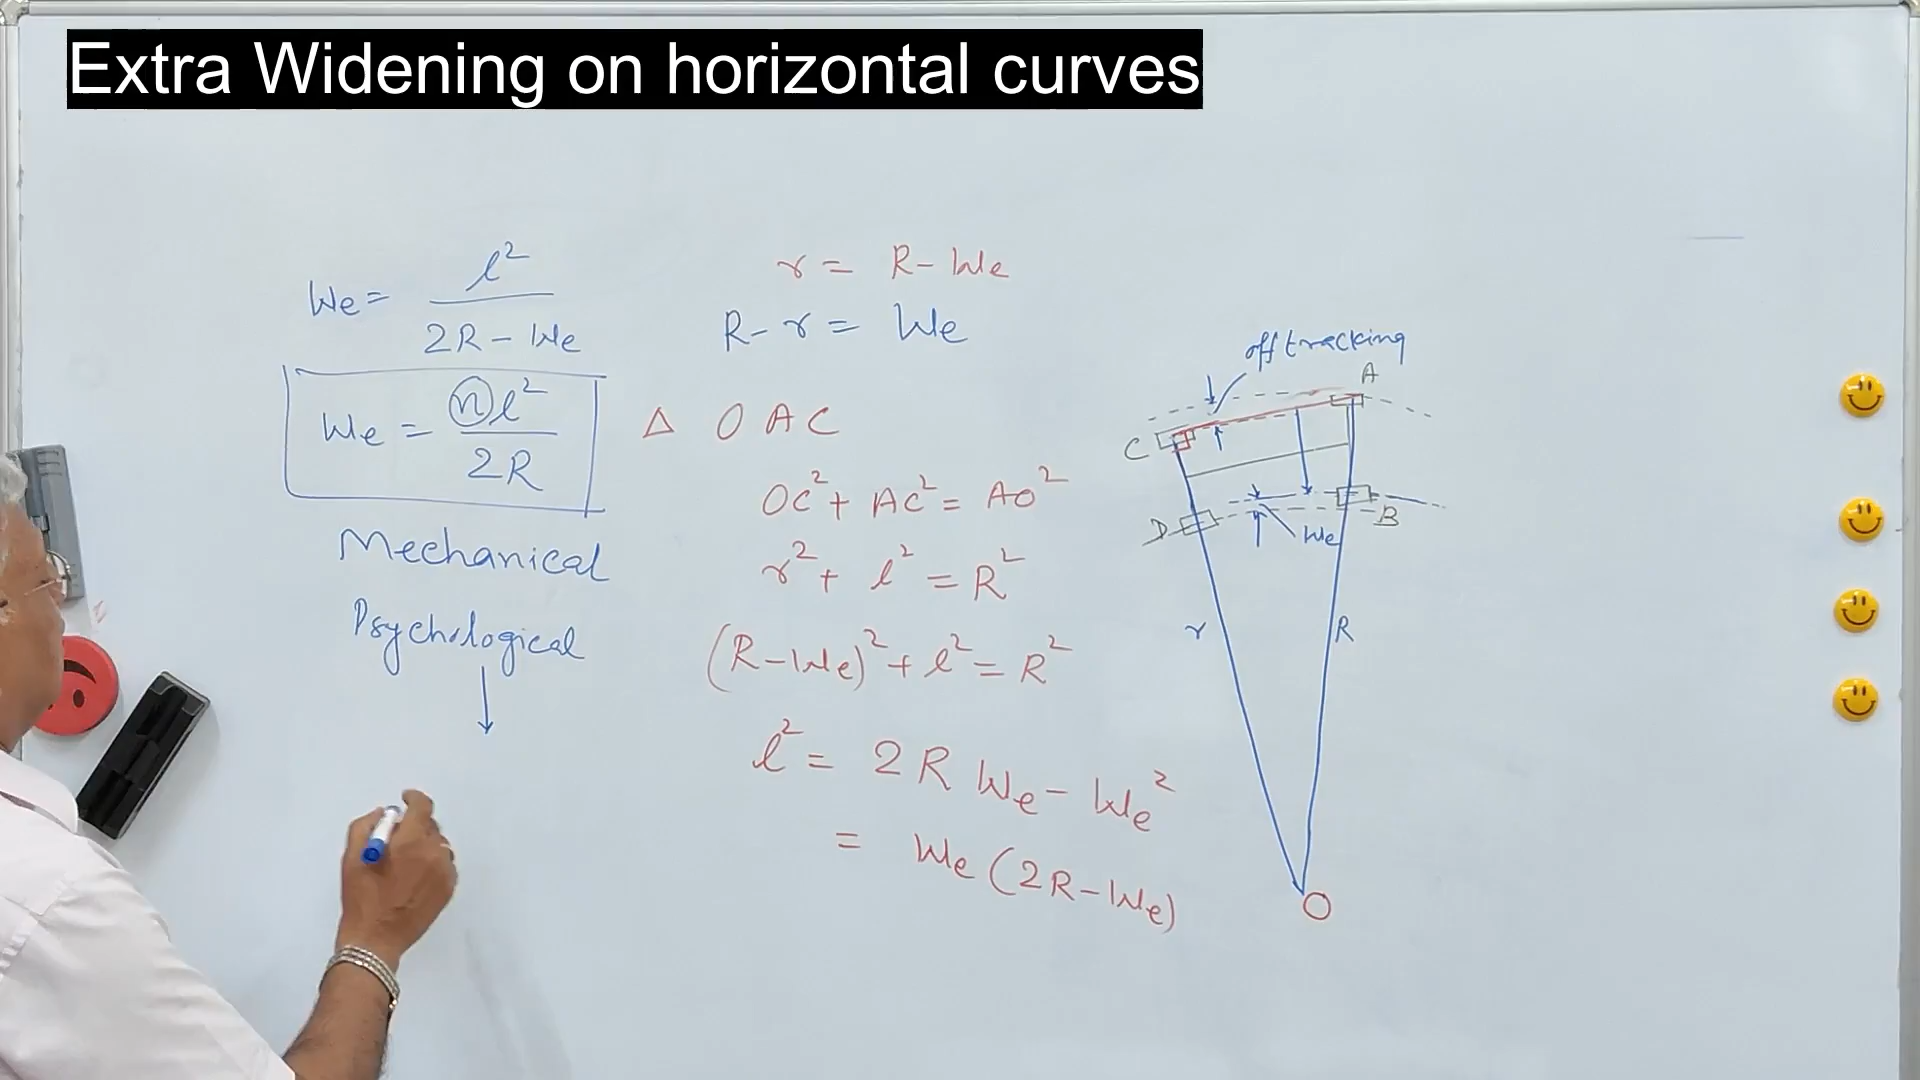 Extra Widening on horizontal curves
We = l² / 2R - We
We = n l² / 2R
Mechanical
Psychological
r = R - We
R - r = We
Δ OAC
OC² + AC² = AO²
r² + l² = R²
(R - We)² + l² = R²
l² = 2R We - We²
= We (2R - We)
off tracking
A
C
D
B
We
r
R
O